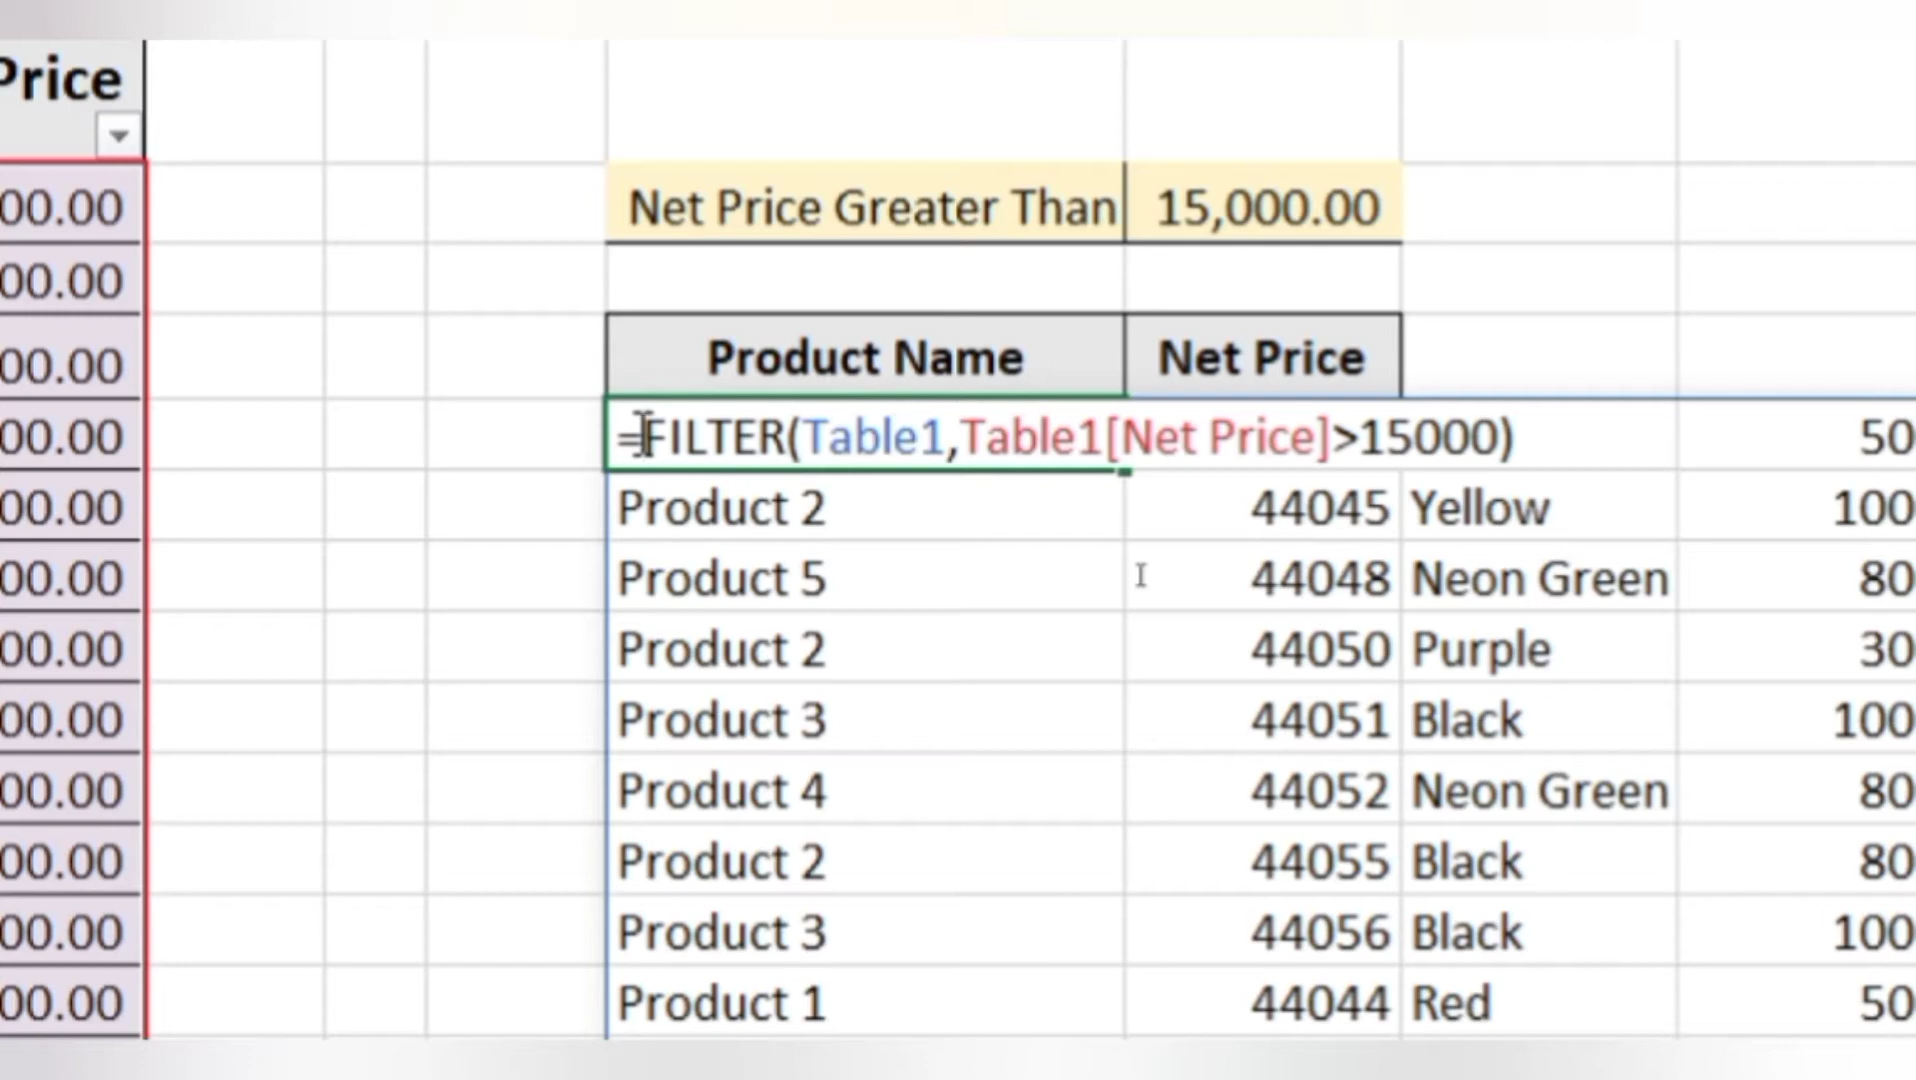 Price
00.00
Net Price Greater Than 15,000.00
00.00
00.00
Product Name Net Price
00.00
=FILTER(Table1,Table1[Net Price]>15000) 50
00.00
Product 2 44045 Yellow 100
00.00
Product 5 44048 Neon Green 80
00.00
Product 2 44050 Purple 30
00.00
Product 3 44051 Black 100
00.00
Product 4 44052 Neon Green 80
00.00
Product 2 44055 Black 80
00.00
Product 3 44056 Black 100
00.00
Product 1 44044 Red 50